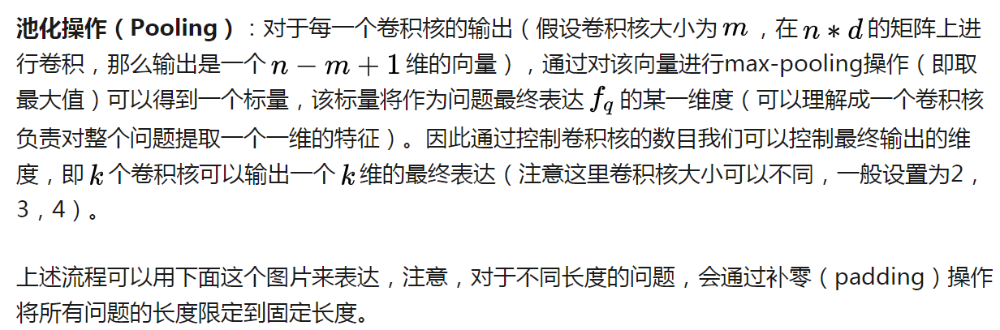 池化操作（Pooling）：对于每一个卷积核的输出（假设卷积核大小为 m ，在 n * d 的矩阵上进
行卷积，那么输出是一个 n − m + 1 维的向量），通过对该向量进行max-pooling操作（即取
最大值）可以得到一个标量，该标量将作为问题最终表达 f_q 的某一维度（可以理解成一个卷积核
负责对整个问题提取一个一维的特征）。因此通过控制卷积核的数目我们可以控制最终输出的维
度，即 k 个卷积核可以输出一个 k 维的最终表达（注意这里卷积核大小可以不同，一般设置为2，
3，4）。
上述流程可以用下面这个图片来表达，注意，对于不同长度的问题，会通过补零（padding）操作
将所有问题的长度限定到固定长度。